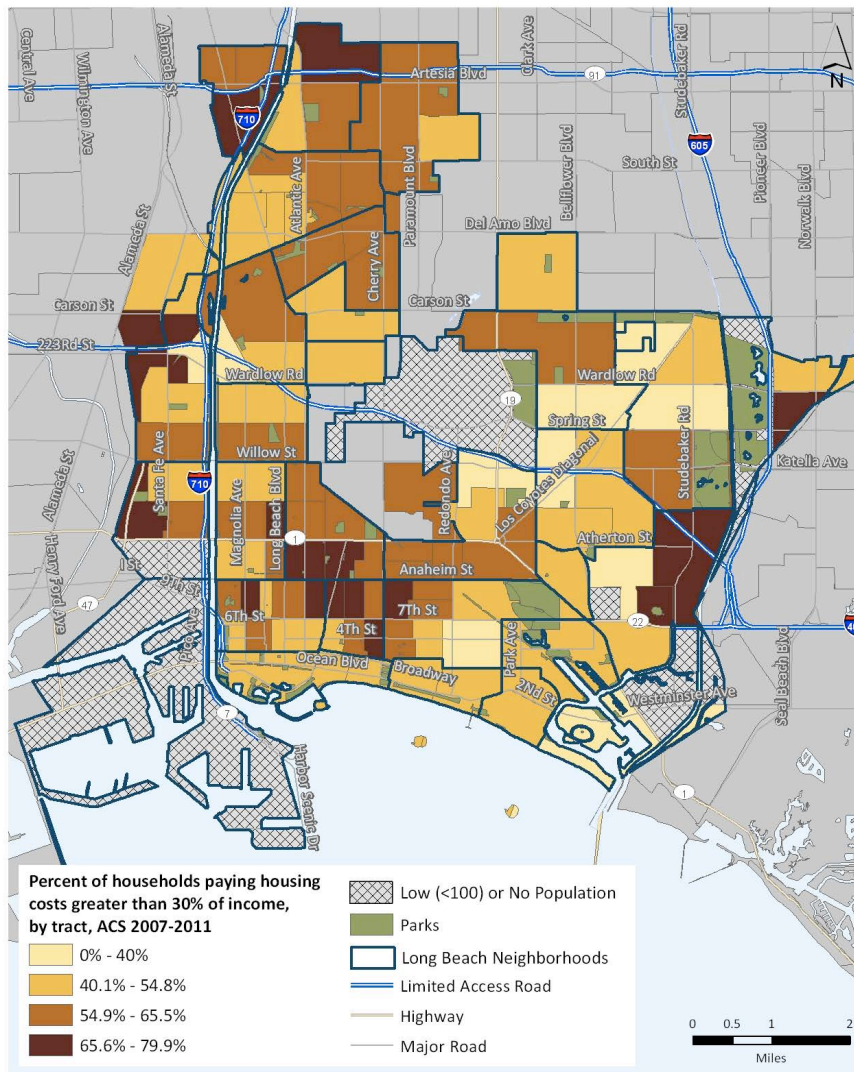 Central Ave
Wilmington Ave
Alameda St
Clark Ave
Studebaker Rd
N
Artesia Blvd
91
710
605
Atlantic Ave
Paramount Blvd
South St
Bellflower Blvd
Pioneer Blvd
Norwalk Blvd
Alameda St
Del Amo Blvd
Cherry Ave
Carson St
Carson St
223Rd St
Wardlow Rd
Wardlow Rd
19
Spring St
Santa Fe Ave
Willow St
Redondo Ave
Los Coyotes Diagonal
Studebaker Rd
Katella Ave
Alameda St
710
Magnolia Ave
Long Beach Blvd
1
Atherton St
Henry Ford Ave
I St
Anaheim St
9Th St
47
6Th St
7Th St
4Th St
22
Pico Ave
Ocean Blvd
Broadway
Park Ave
2Nd St
Westminster Ave
Seal Beach Blvd
7
Harbor Scenic Dr
1
Percent of households paying housing
costs greater than 30% of income,
by tract, ACS 2007-2011
0% - 40%
40.1% - 54.8%
54.9% - 65.5%
65.6% - 79.9%
Low (<100) or No Population
Parks
Long Beach Neighborhoods
Limited Access Road
Highway
Major Road
0 0.5 1 2
Miles